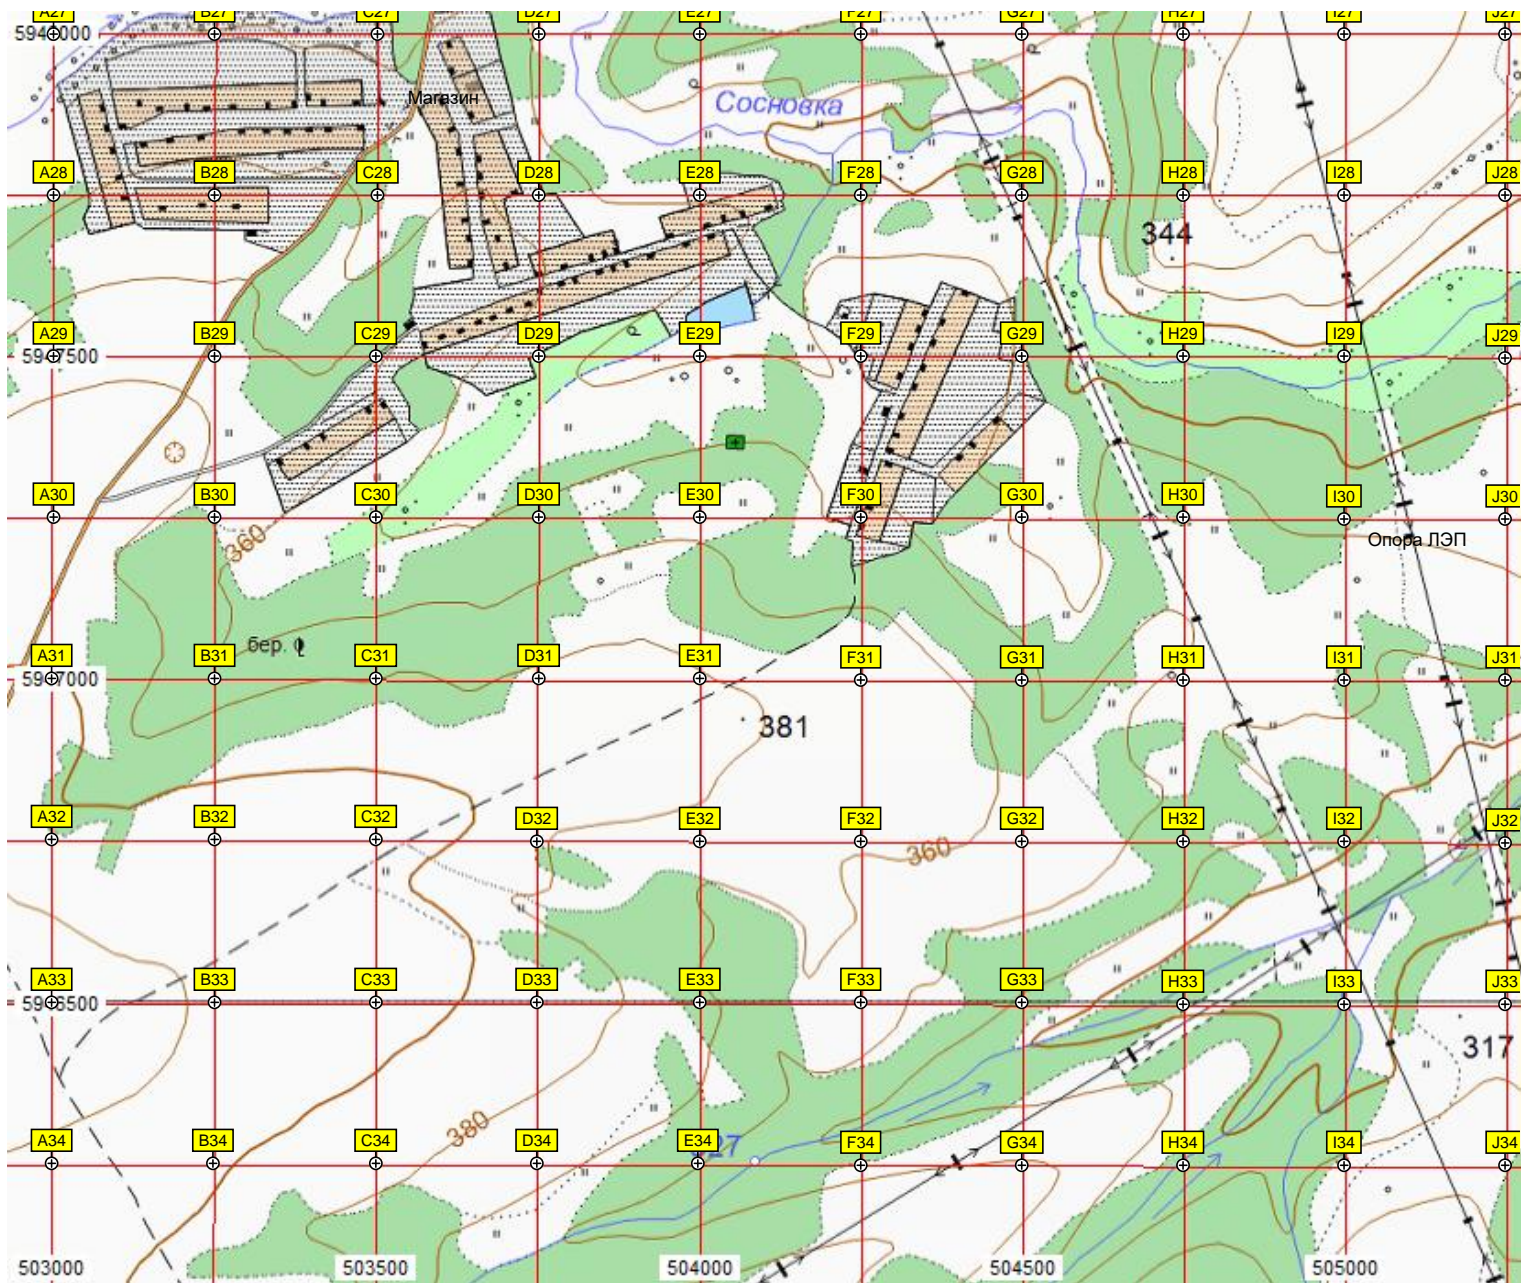 A27 B27 C27 D27 E27 F27 G27 H27 I27 J27
5948000
Магазин
Сосновка
A28 B28 C28 D28 E28 F28 G28 H28 I28 J28
344
A29 B29 C29 D29 E29 F29 G29 H29 I29 J29
5947500
A30 B30 C30 D30 E30 F30 G30 H30 I30 J30
360
Опора ЛЭП
бер.
A31 B31 C31 D31 E31 F31 G31 H31 I31 J31
5947000
381
A32 B32 C32 D32 E32 F32 G32 H32 I32 J32
360
A33 B33 C33 D33 E33 F33 G33 H33 I33 J33
5946500
317
380
A34 B34 C34 D34 E34 F34 G34 H34 I34 J34
503000 503500 504000 504500 505000